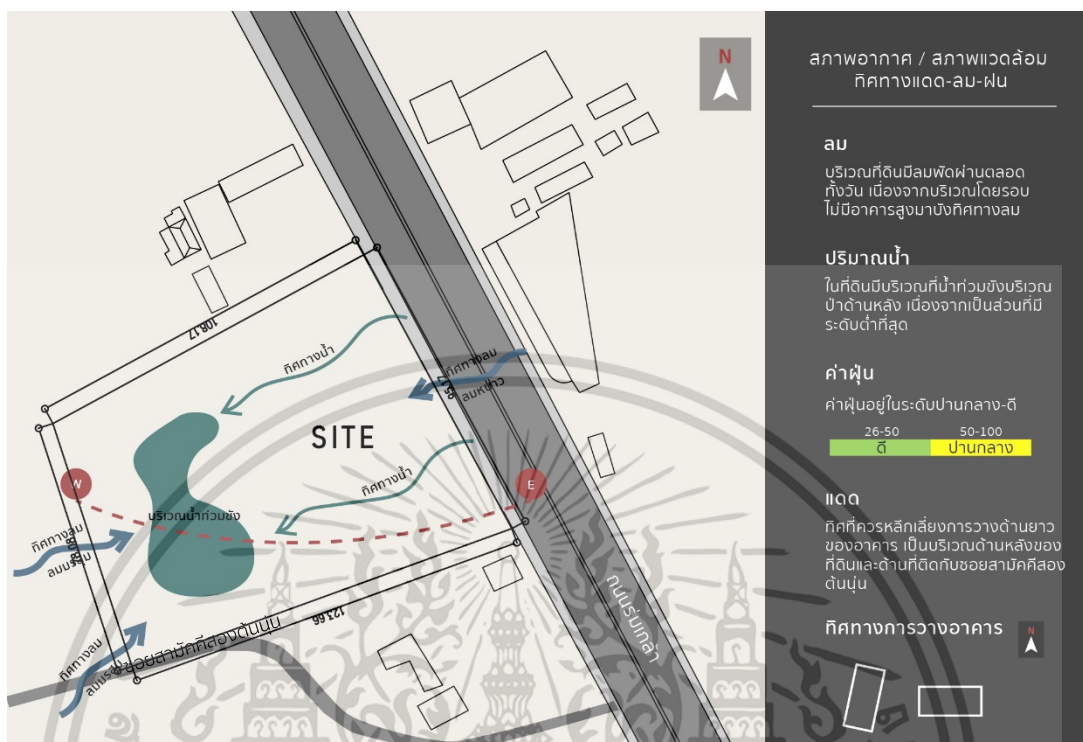 N
108.17
ทิศทางน้ำ
ทิศทางลม
ลมหนาว
95.17
SITE
W
E
ทิศทางน้ำ
บริเวณน้ำท่วมขัง
ทิศทางลม
ลมมรสุม
ทิศทางลม
ลมมรสุม
ซอยสามัคคีสองต้นนุ่น
123.66
ถนนร่มเกล้า
สภาพอากาศ / สภาพแวดล้อม
ทิศทางแดด-ลม-ฝน
ลม
บริเวณที่ดินมีลมพัดผ่านตลอด
ทั้งวัน เนื่องจากบริเวณโดยรอบ
ไม่มีอาคารสูงมาบังทิศทางลม
ปริมาณน้ำ
ในที่ดินมีบริเวณที่น้ำท่วมขังบริเวณ
ป่าด้านหลัง เนื่องจากเป็นส่วนที่มี
ระดับต่ำที่สุด
ค่าฝุ่น
ค่าฝุ่นอยู่ในระดับปานกลาง-ดี
26-50 50-100
ดี ปานกลาง
แดด
ทิศที่ควรหลีกเลี่ยงการวางด้านยาว
ของอาคาร เป็นบริเวณด้านหลังของ
ที่ดินและด้านที่ติดกับซอยสามัคคีสอง
ต้นนุ่น
ทิศทางการวางอาคาร
N